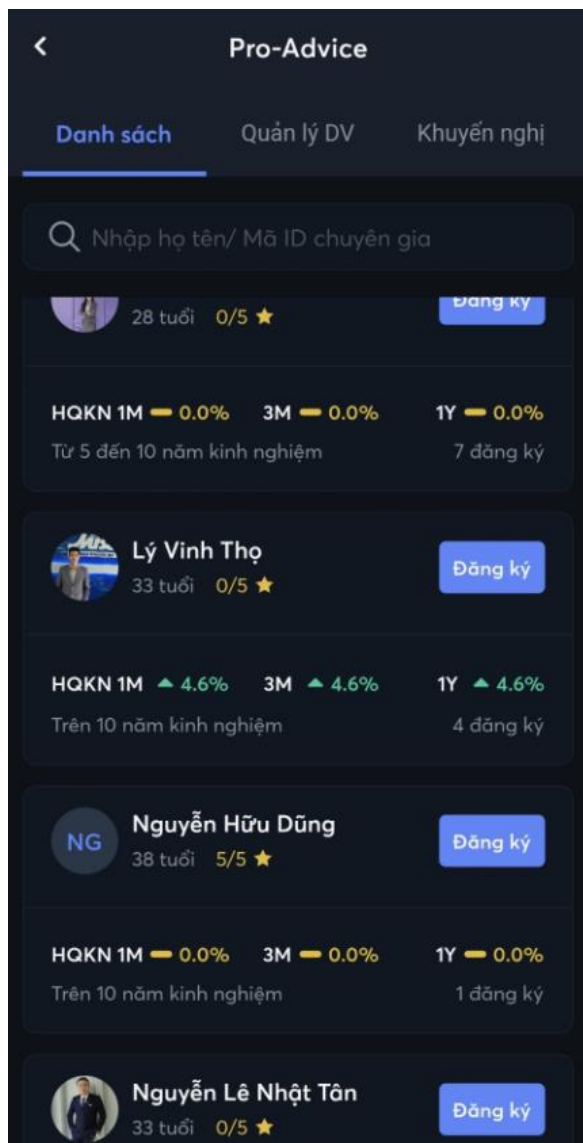 Pro-Advice
Danh sách Quản lý DV Khuyến nghị
Nhập họ tên/ Mã ID chuyên gia
Đăng ký
28 tuổi 0/5
HQKN 1M 0.0% 3M 0.0% 1Y 0.0%
Từ 5 đến 10 năm kinh nghiệm 7 đăng ký
Lý Vinh Thọ
Đăng ký
33 tuổi 0/5
HQKN 1M 4.6% 3M 4.6% 1Y 4.6%
Trên 10 năm kinh nghiệm 4 đăng ký
NG
Nguyễn Hữu Dũng
Đăng ký
38 tuổi 5/5
HQKN 1M 0.0% 3M 0.0% 1Y 0.0%
Trên 10 năm kinh nghiệm 1 đăng ký
Nguyễn Lê Nhật Tân
Đăng ký
33 tuổi 0/5